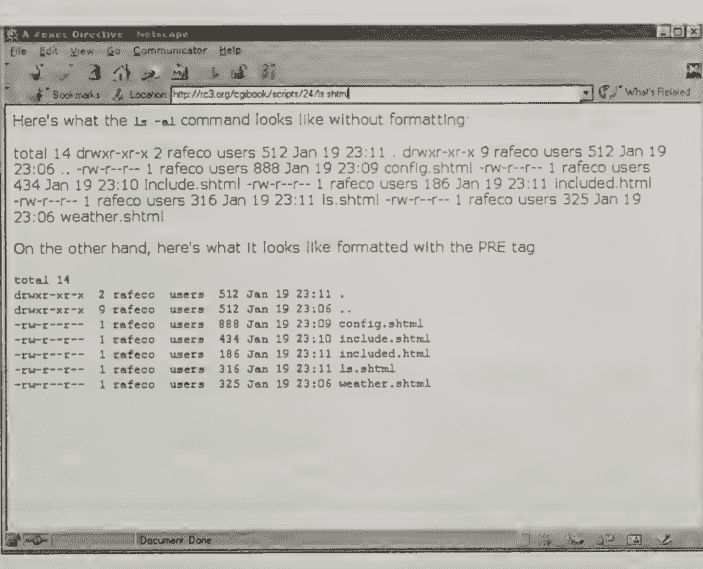 A #exec Directive - Netscape
File Edit View Go Communicator Help
Bookmarks Location: http://rc3.org/cgibook/scripts/24/ls.shtml What's Related
Here's what the ls -al command looks like without formatting:
total 14 drwxr-xr-x 2 rafeco users 512 Jan 19 23:11 . drwxr-xr-x 9 rafeco users 512 Jan 19
23:06 .. -rw-r--r-- 1 rafeco users 888 Jan 19 23:09 config.shtml -rw-r--r-- 1 rafeco users
434 Jan 19 23:10 include.shtml -rw-r--r-- 1 rafeco users 186 Jan 19 23:11 included.html
-rw-r--r-- 1 rafeco users 316 Jan 19 23:11 ls.shtml -rw-r--r-- 1 rafeco users 325 Jan 19
23:06 weather.shtml
On the other hand, here's what it looks like formatted with the PRE tag
total 14
drwxr-xr-x 2 rafeco users 512 Jan 19 23:11 .
drwxr-xr-x 9 rafeco users 512 Jan 19 23:06 ..
-rw-r--r-- 1 rafeco users 888 Jan 19 23:09 config.shtml
-rw-r--r-- 1 rafeco users 434 Jan 19 23:10 include.shtml
-rw-r--r-- 1 rafeco users 186 Jan 19 23:11 included.html
-rw-r--r-- 1 rafeco users 316 Jan 19 23:11 ls.shtml
-rw-r--r-- 1 rafeco users 325 Jan 19 23:06 weather.shtml
Document Done